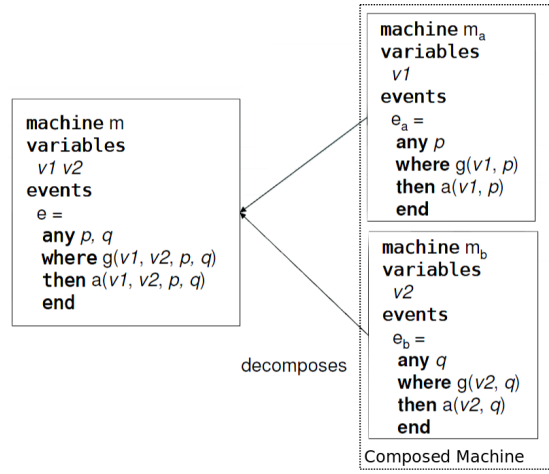 machine m
variables
v1 v2
events
e =
any p, q
where g(v1, v2, p, q)
then a(v1, v2, p, q)
end
decomposes
machine mₐ
variables
v1
events
eₐ =
any p
where g(v1, p)
then a(v1, p)
end
machine m_b
variables
v2
events
e_b =
any q
where g(v2, q)
then a(v2, q)
end
Composed Machine